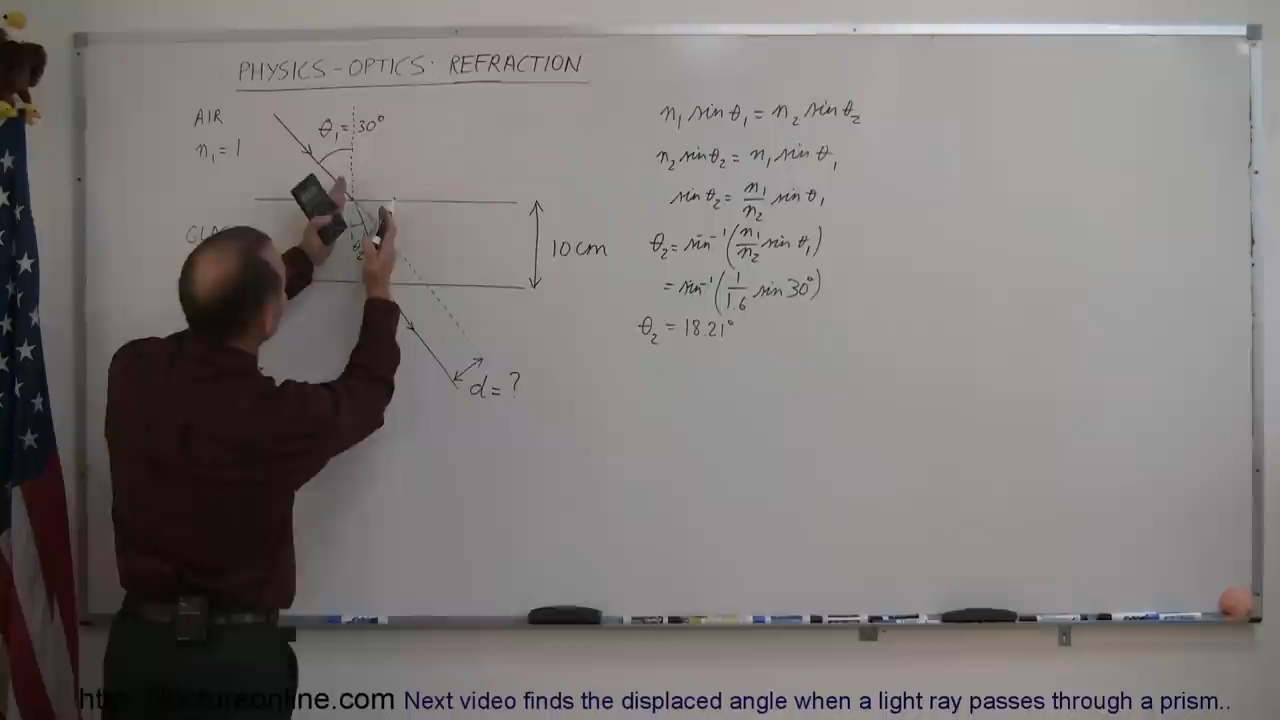 PHYSICS - OPTICS: REFRACTION
AIR
n₁ = 1
θ₁ = 30°
θ₂
10 cm
d = ?
n₁ sin θ₁ = n₂ sin θ₂
n₂ sin θ₂ = n₁ sin θ₁
sin θ₂ = n₁/n₂ sin θ₁
θ₂ = sin⁻¹(n₁/n₂ sin θ₁)
= sin⁻¹(1/1.6 sin 30°)
θ₂ = 18.21°
Next video finds the displaced angle when a light ray passes through a prism..